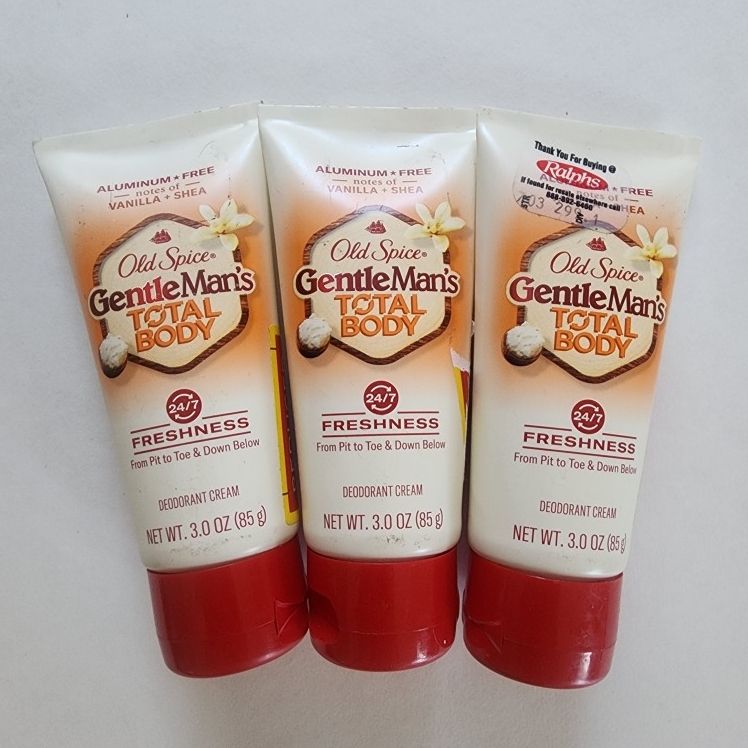 ALUMINUM ★ FREE
notes of
VANILLA + SHEA
Old Spice®
GentleMan's
TOTAL
BODY
24/7
FRESHNESS
From Pit to Toe & Down Below
DEODORANT CREAM
NET WT. 3.0 OZ (85 g)
ALUMINUM ★ FREE
notes of
VANILLA + SHEA
Old Spice®
GentleMan's
TOTAL
BODY
24/7
FRESHNESS
From Pit to Toe & Down Below
DEODORANT CREAM
NET WT. 3.0 OZ (85 g)
Thank You For Buying @
Ralphs
If found for resale elsewhere call
★ FREE
Old Spice®
GentleMan's
TOTAL
BODY
24/7
FRESHNESS
From Pit to Toe & Down Below
DEODORANT CREAM
NET WT. 3.0 OZ (85 g)